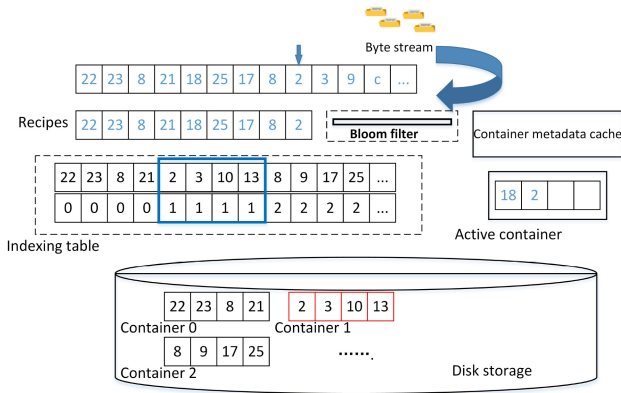 Byte stream
22 23 8 21 18 25 17 8 2 3 9 c ...
Recipes 22 23 8 21 18 25 17 8 2
Bloom filter
Container metadata cache
22 23 8 21 2 3 10 13 8 9 17 25 ...
0 0 0 0 1 1 1 1 2 2 2 2 ...
Indexing table
18 2
Active container
22 23 8 21
Container 0
2 3 10 13
Container 1
8 9 17 25
Container 2
.......
Disk storage